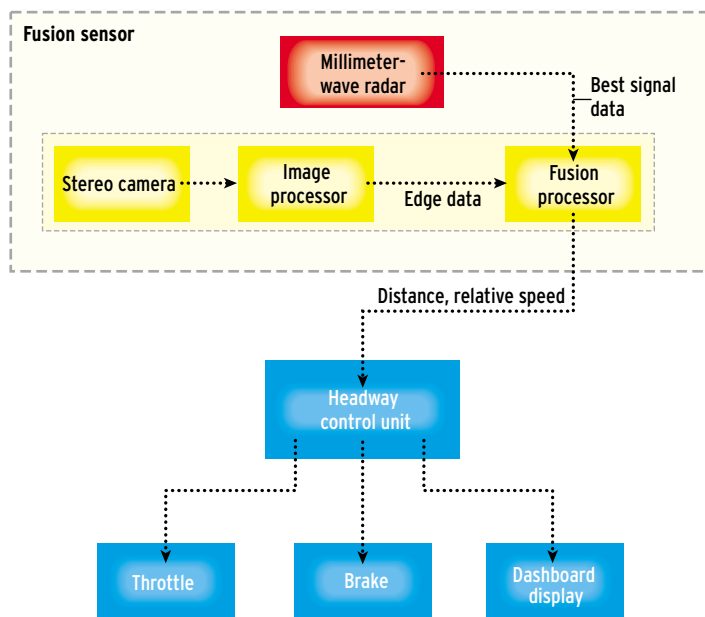 Fusion sensor
Millimeter-
wave radar
Best signal
data
Stereo camera
Image
processor
Edge data
Fusion
processor
Distance, relative speed
Headway
control unit
Throttle
Brake
Dashboard
display